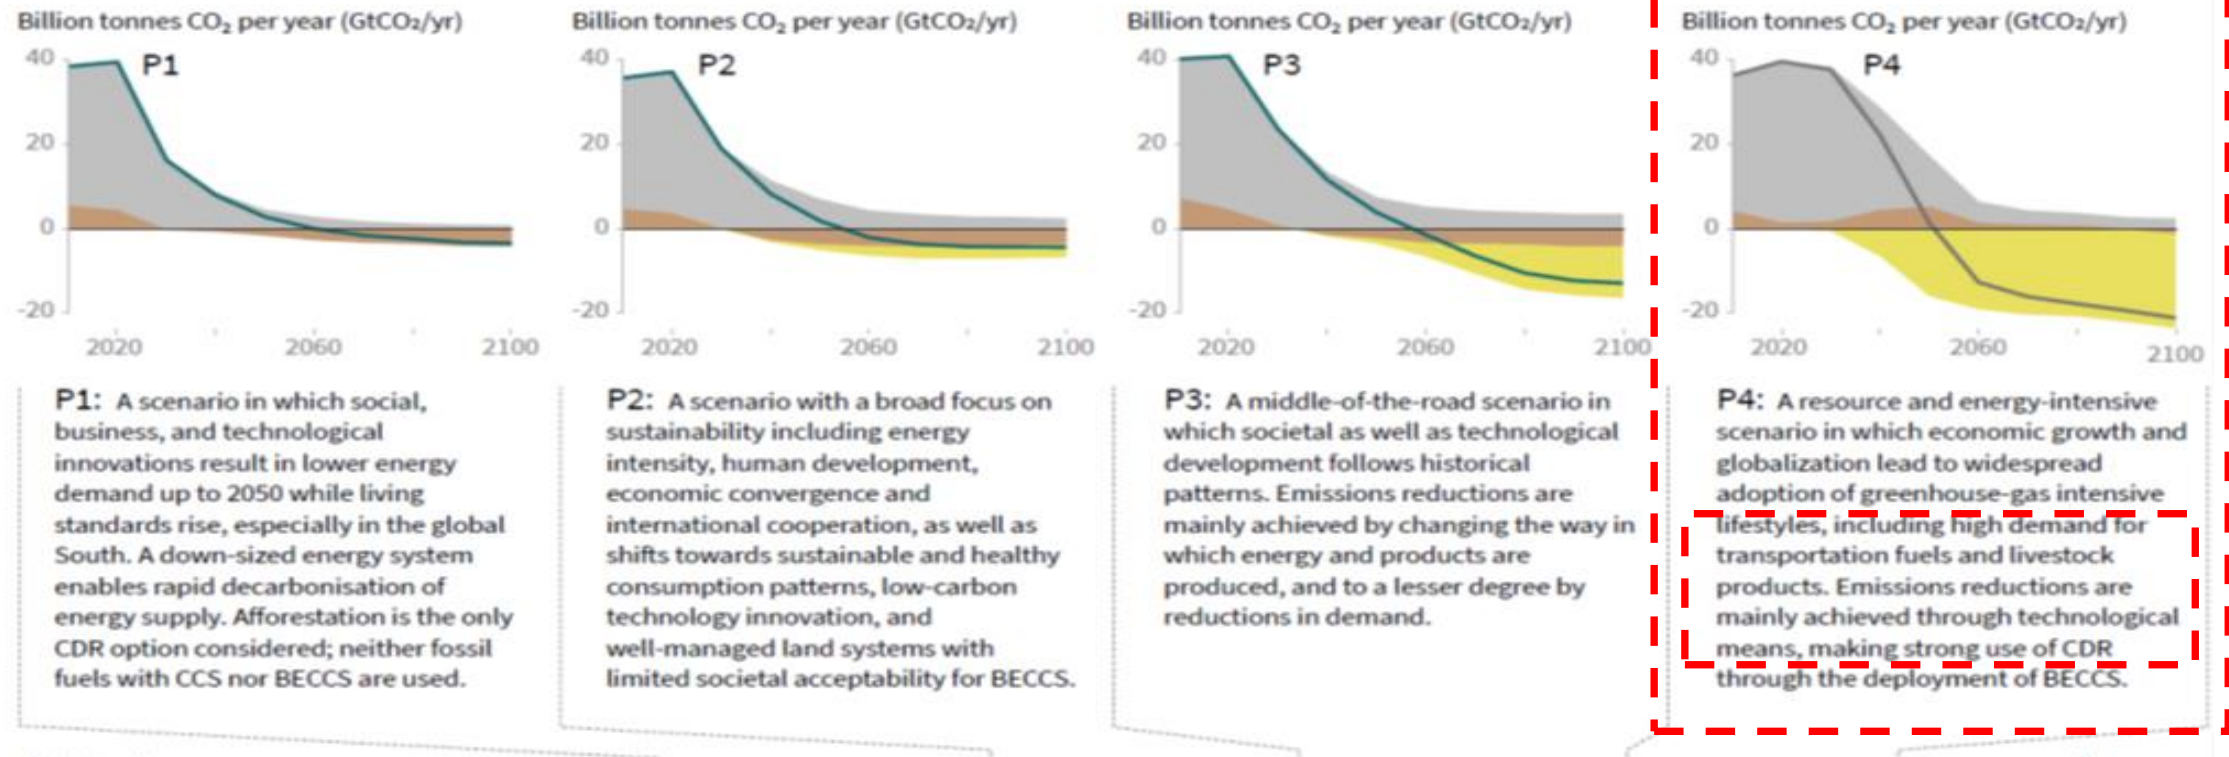 Billion tonnes CO₂ per year (GtCO₂/yr)
40
P1
20
0
-20
2020
2060
2100
P1: A scenario in which social,
business, and technological
innovations result in lower energy
demand up to 2050 while living
standards rise, especially in the global
South. A down-sized energy system
enables rapid decarbonisation of
energy supply. Afforestation is the only
CDR option considered; neither fossil
fuels with CCS nor BECCS are used.
Billion tonnes CO₂ per year (GtCO₂/yr)
40
P2
20
0
-20
2020
2060
2100
P2: A scenario with a broad focus on
sustainability including energy
intensity, human development,
economic convergence and
international cooperation, as well as
shifts towards sustainable and healthy
consumption patterns, low-carbon
technology innovation, and
well-managed land systems with
limited societal acceptability for BECCS.
Billion tonnes CO₂ per year (GtCO₂/yr)
40
P3
20
0
-20
2020
2060
2100
P3: A middle-of-the-road scenario in
which societal as well as technological
development follows historical
patterns. Emissions reductions are
mainly achieved by changing the way in
which energy and products are
produced, and to a lesser degree by
reductions in demand.
Billion tonnes CO₂ per year (GtCO₂/yr)
40
P4
20
0
-20
2020
2060
2100
P4: A resource and energy-intensive
scenario in which economic growth and
globalization lead to widespread
adoption of greenhouse-gas intensive
lifestyles, including high demand for
transportation fuels and livestock
products. Emissions reductions are
mainly achieved through technological
means, making strong use of CDR
through the deployment of BECCS.